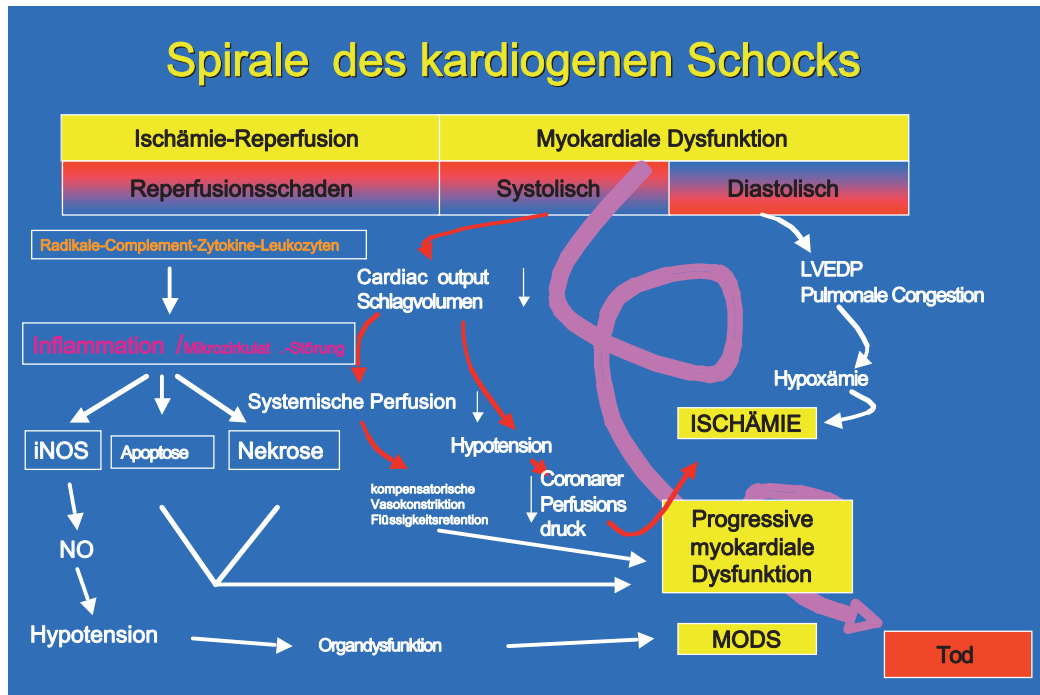 Spirale des kardiogenen Schocks
Ischämie-Reperfusion
Myokardiale Dysfunktion
Reperfusionsschaden
Systolisch
Diastolisch
Radikale-Complement-Zytokine-Leukozyten
Cardiac output
Schlagvolumen
LVEDP
Pulmonale Congestion
Inflammation /Mikrozirkulat .-Störung
Hypoxämie
Systemische Perfusion
ISCHÄMIE
iNOS
Apoptose
Nekrose
Hypotension
Coronarer
Perfusions
druck
kompensatorische
Vasokonstriktion
Flüssigkeitsretention
Progressive
myokardiale
Dysfunktion
NO
Hypotension
Organdysfunktion
MODS
Tod